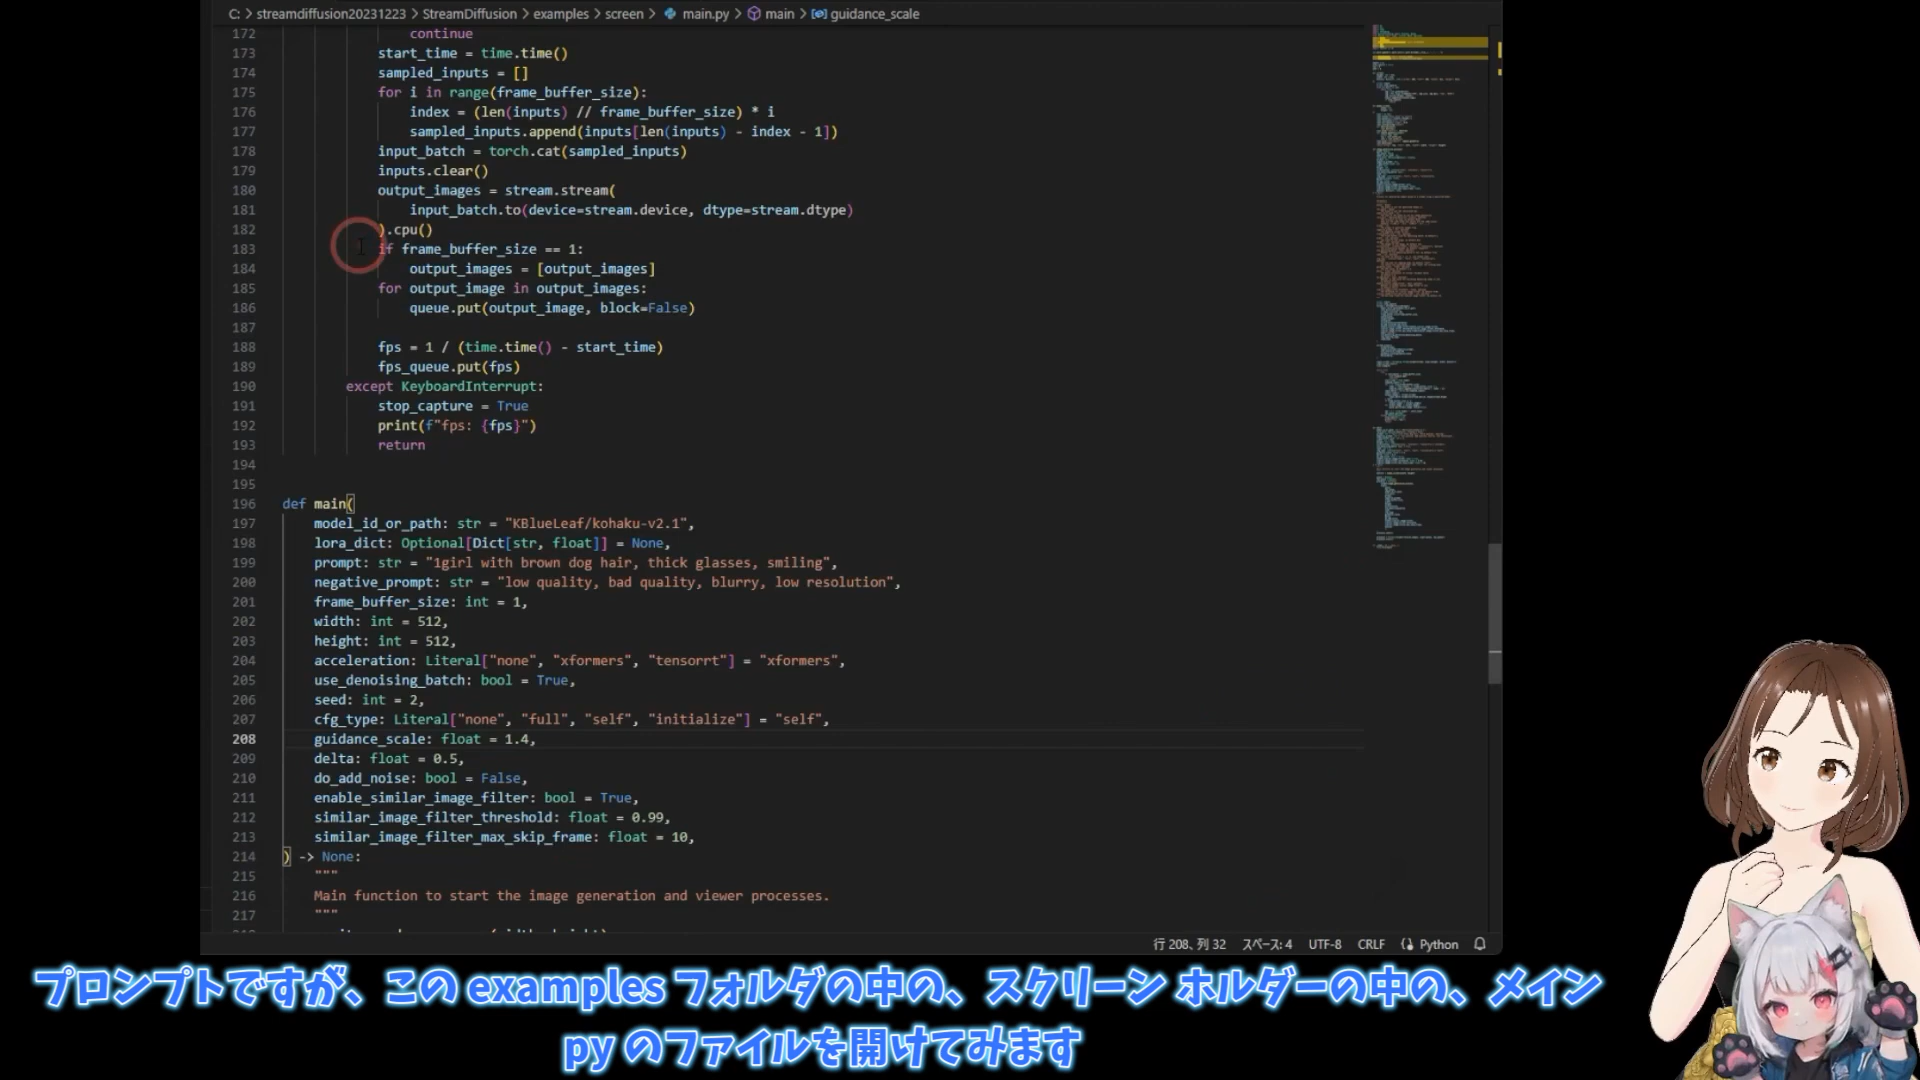 C: > streamdiffusion20231223 > StreamDiffusion > examples > screen > main.py > main > guidance_scale
172 continue
173 start_time = time.time()
174 sampled_inputs = []
175 for i in range(frame_buffer_size):
176 index = (len(inputs) // frame_buffer_size) * i
177 sampled_inputs.append(inputs[len(inputs) - index - 1])
178 input_batch = torch.cat(sampled_inputs)
179 inputs.clear()
180 output_images = stream.stream(
181 input_batch.to(device=stream.device, dtype=stream.dtype)
182 ).cpu()
183 if frame_buffer_size == 1:
184 output_images = [output_images]
185 for output_image in output_images:
186 queue.put(output_image, block=False)
187
188 fps = 1 / (time.time() - start_time)
189 fps_queue.put(fps)
190 except KeyboardInterrupt:
191 stop_capture = True
192 print(f"fps: {fps}")
193 return
194
195
196 def main(
197 model_id_or_path: str = "KBlueLeaf/kohaku-v2.1",
198 lora_dict: Optional[Dict[str, float]] = None,
199 prompt: str = "1girl with brown dog hair, thick glasses, smiling",
200 negative_prompt: str = "low quality, bad quality, blurry, low resolution",
201 frame_buffer_size: int = 1,
202 width: int = 512,
203 height: int = 512,
204 acceleration: Literal["none", "xformers", "tensorrt"] = "xformers",
205 use_denoising_batch: bool = True,
206 seed: int = 2,
207 cfg_type: Literal["none", "full", "self", "initialize"] = "self",
208 guidance_scale: float = 1.4,
209 delta: float = 0.5,
210 do_add_noise: bool = False,
211 enable_similar_image_filter: bool = True,
212 similar_image_filter_threshold: float = 0.99,
213 similar_image_filter_max_skip_frame: float = 10,
214 ) -> None:
215 """
216 Main function to start the image generation and viewer processes.
217 """
行 208、列 32 スペース: 4 UTF-8 CRLF Python
プロンプトですが、この examples フォルダの中の、スクリーン ホルダーの中の、メイン
py のファイルを開けてみます